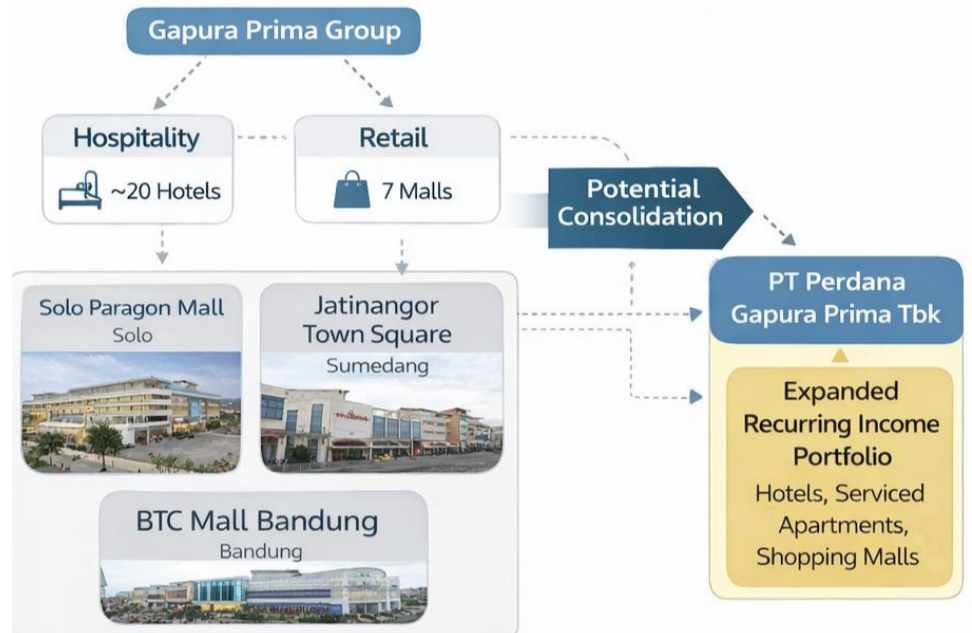 Gapura Prima Group
Hospitality
~20 Hotels
Retail
7 Malls
Potential
Consolidation
Solo Paragon Mall
Solo
Jatinangor
Town Square
Sumedang
BTC Mall Bandung
Bandung
PT Perdana
Gapura Prima Tbk
Expanded
Recurring Income
Portfolio
Hotels, Serviced
Apartments,
Shopping Malls